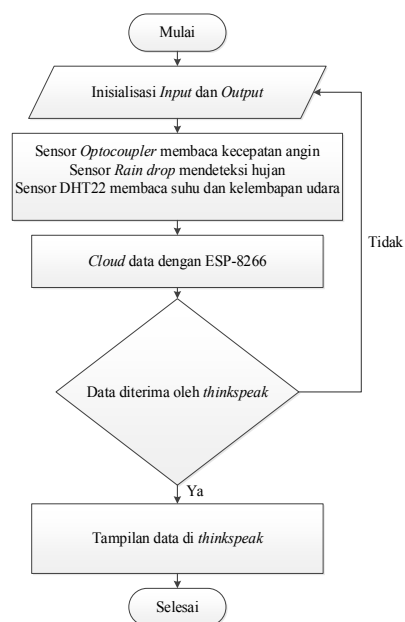 Mulai
Inisialisasi Input dan Output
Sensor Optocoupler membaca kecepatan angin
Sensor Rain drop mendeteksi hujan
Sensor DHT22 membaca suhu dan kelembapan udara
Cloud data dengan ESP-8266
Tidak
Data diterima oleh thinkspeak
Ya
Tampilan data di thinkspeak
Selesai